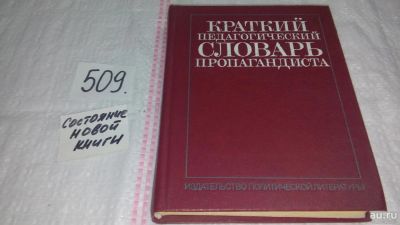 509.
СОСТОЯНИЕ
НОВОЙ
КНИГИ
КРАТКИЙ
ПЕДАГОГИЧЕСКИЙ
СЛОВАРЬ
ПРОПАГАНДИСТА
ИЗДАТЕЛЬСТВО ПОЛИТИЧЕСКОЙ ЛИТЕРАТУРЫ
au.ru